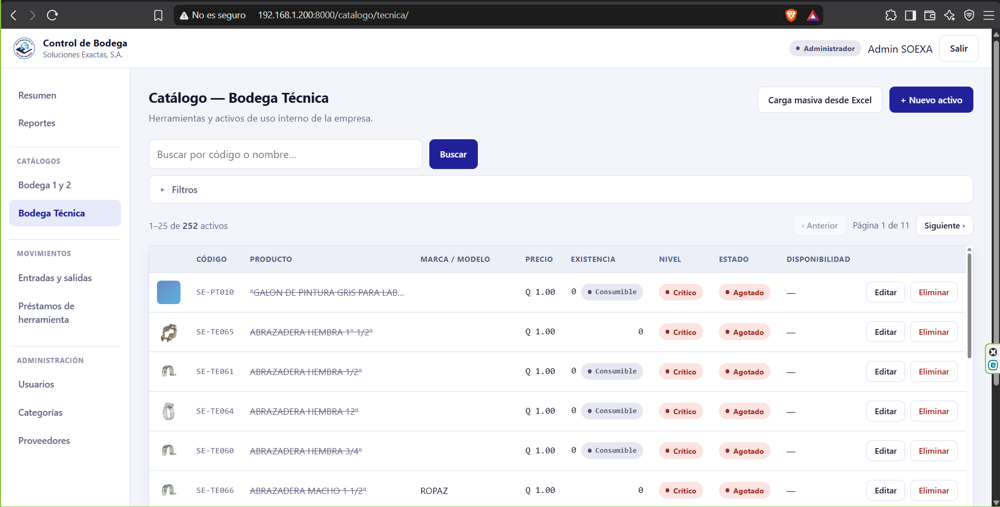 No es seguro 192.168.1.200:8000/catalogo/tecnica/
Control de Bodega
Soluciones Exactas, S.A.
Administrador Admin SOEXA Salir
Resumen
Reportes
CATÁLOGOS
Bodega 1 y 2
Bodega Técnica
MOVIMIENTOS
Entradas y salidas
Préstamos de
herramienta
ADMINISTRACIÓN
Usuarios
Categorías
Proveedores
Catálogo — Bodega Técnica
Herramientas y activos de uso interno de la empresa.
Carga masiva desde Excel + Nuevo activo
Buscar por código o nombre... Buscar
▸ Filtros
1–25 de 252 activos ‹ Anterior Página 1 de 11 Siguiente ›
CÓDIGO PRODUCTO MARCA / MODELO PRECIO EXISTENCIA NIVEL ESTADO DISPONIBILIDAD
SE-PT010 "GALON DE PINTURA GRIS PARA LAB... Q 1.00 0 Consumible Crítico Agotado — Editar Eliminar
SE-TE065 ABRAZADERA HEMBRA 1" 1/2" Q 1.00 0 Crítico Agotado — Editar Eliminar
SE-TE061 ABRAZADERA HEMBRA 1/2" Q 1.00 0 Consumible Crítico Agotado — Editar Eliminar
SE-TE064 ABRAZADERA HEMBRA 12" Q 1.00 0 Consumible Crítico Agotado — Editar Eliminar
SE-TE060 ABRAZADERA HEMBRA 3/4" Q 1.00 0 Consumible Crítico Agotado — Editar Eliminar
SE-TE066 ABRAZADERA MACHO 1 1/2" ROPAZ Q 1.00 0 Crítico Agotado — Editar Eliminar